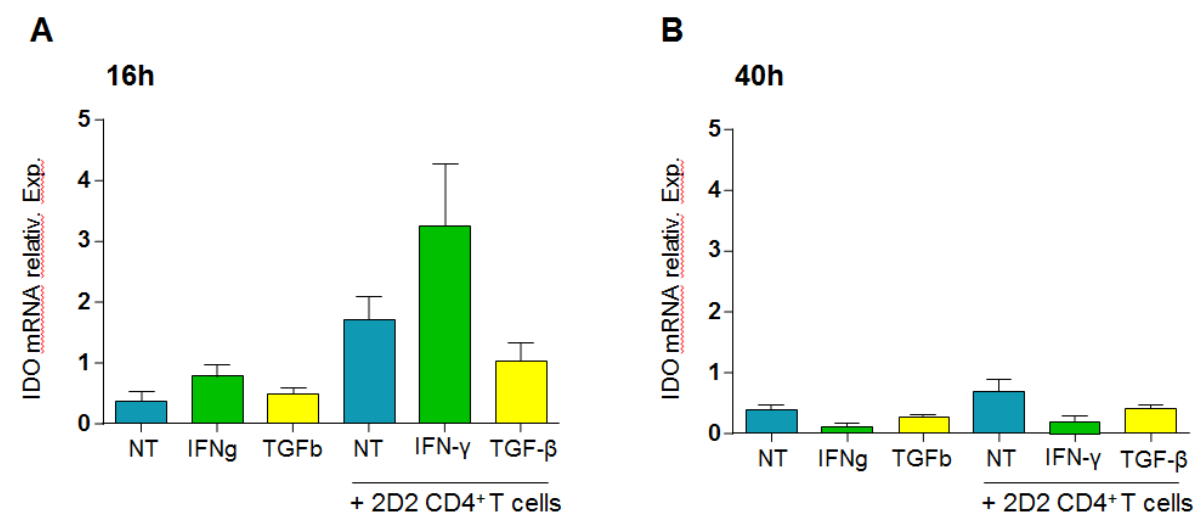 A
16h
IDO mRNA relativ. Exp.
5
4
3
2
1
0
NT IFNg TGFb NT IFN-γ TGF-β
+ 2D2 CD4⁺ T cells
B
40h
IDO mRNA relativ. Exp.
5
4
3
2
1
0
NT IFNg TGFb NT IFN-γ TGF-β
+ 2D2 CD4⁺ T cells